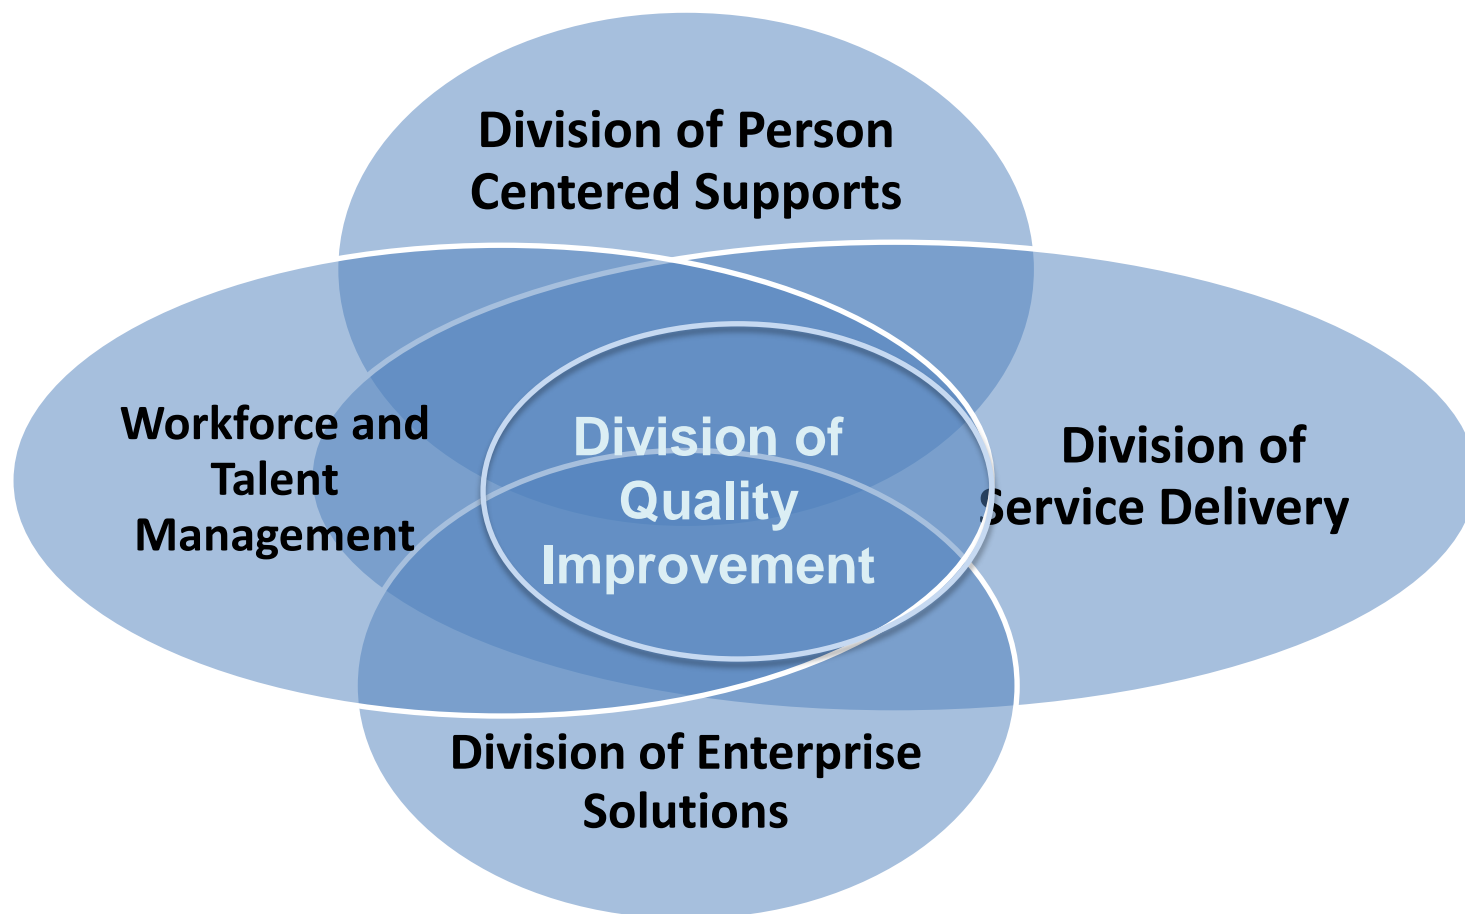 Division of Person
Centered Supports
Workforce and
Talent
Management
Division of
Quality
Improvement
Division of
Service Delivery
Division of Enterprise
Solutions